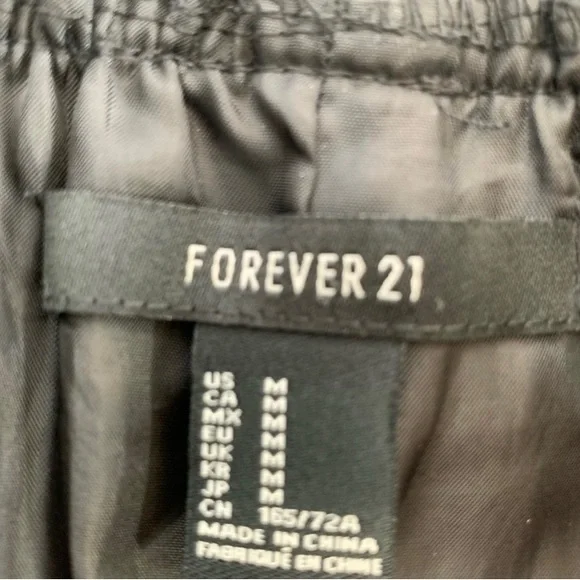 FOREVER 21
US M
CA M
MX M
EU M
UK M
KR M
JP M
CN 165/72A
MADE IN CHINA
FABRIQUÉ EN CHINE